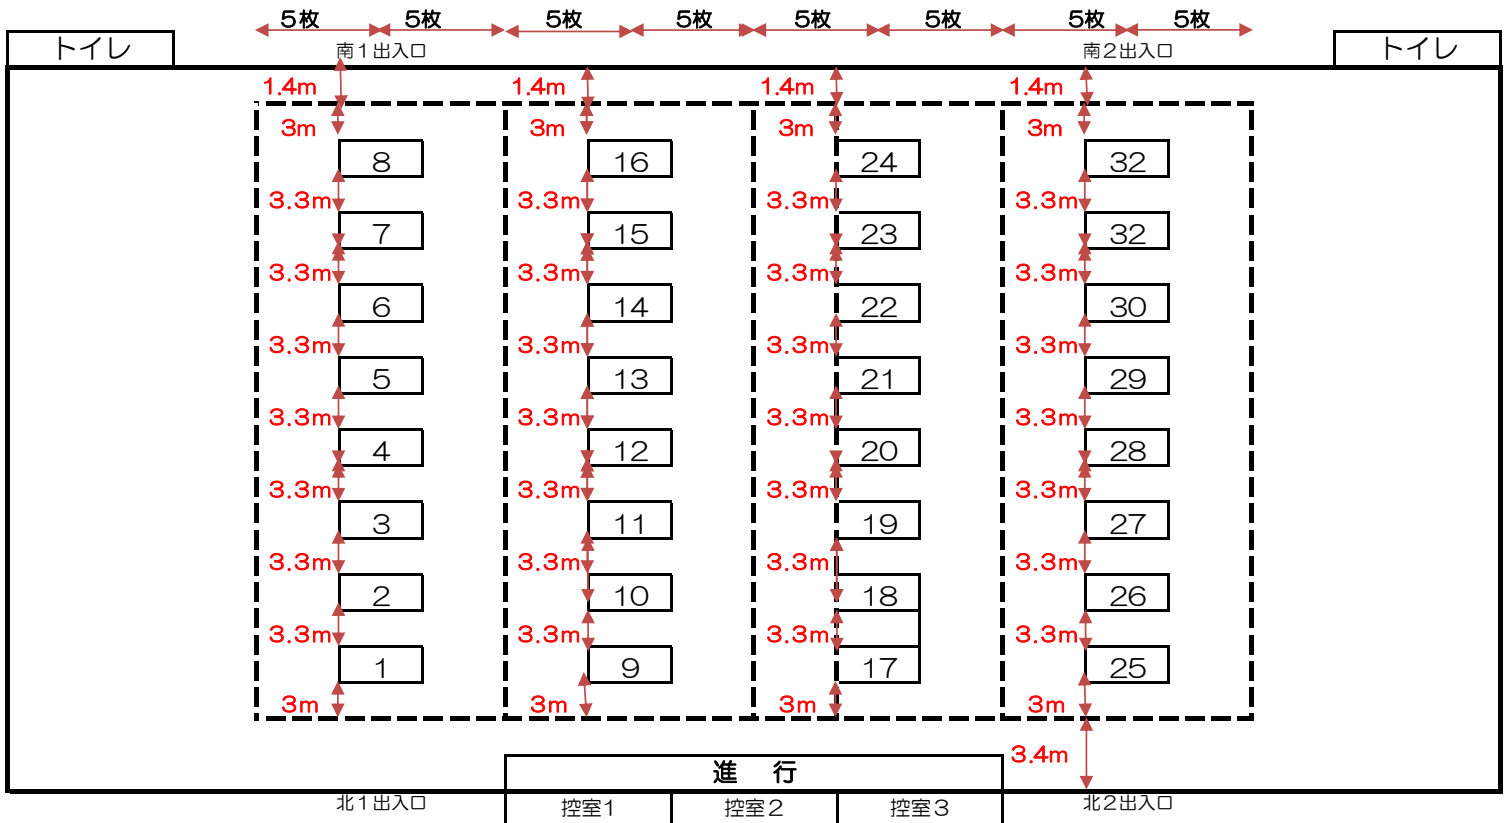 5枚 5枚 5枚 5枚 5枚 5枚 5枚 5枚
トイレ 南1出入口 南2出入口 トイレ
1.4m 1.4m 1.4m 1.4m
3m 3m 3m 3m
8 16 24 32
3.3m 3.3m 3.3m 3.3m
7 15 23 32
3.3m 3.3m 3.3m 3.3m
6 14 22 30
3.3m 3.3m 3.3m 3.3m
5 13 21 29
3.3m 3.3m 3.3m 3.3m
4 12 20 28
3.3m 3.3m 3.3m 3.3m
3 11 19 27
3.3m 3.3m 3.3m 3.3m
2 10 18 26
3.3m 3.3m 3.3m 3.3m
1 9 17 25
3m 3m 3m 3m
3.4m
進 行
北1出入口 控室1 控室2 控室3 北2出入口